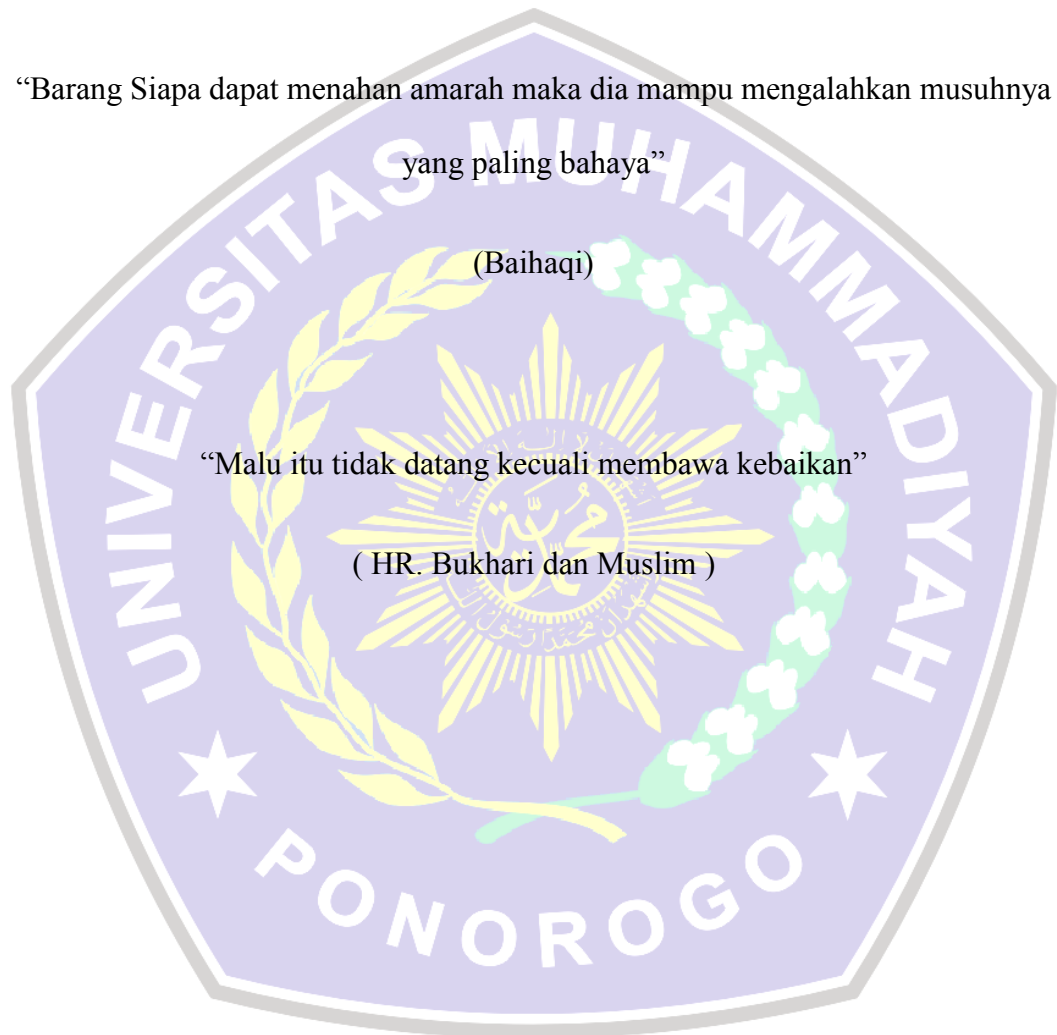 “Barang Siapa dapat menahan amarah maka dia mampu mengalahkan musuhnya
yang paling bahaya”
(Baihaqi)
“Malu itu tidak datang kecuali membawa kebaikan”
( HR. Bukhari dan Muslim )
UNIVERSITAS MUHAMMADIYAH
PONOROGO
محمدية